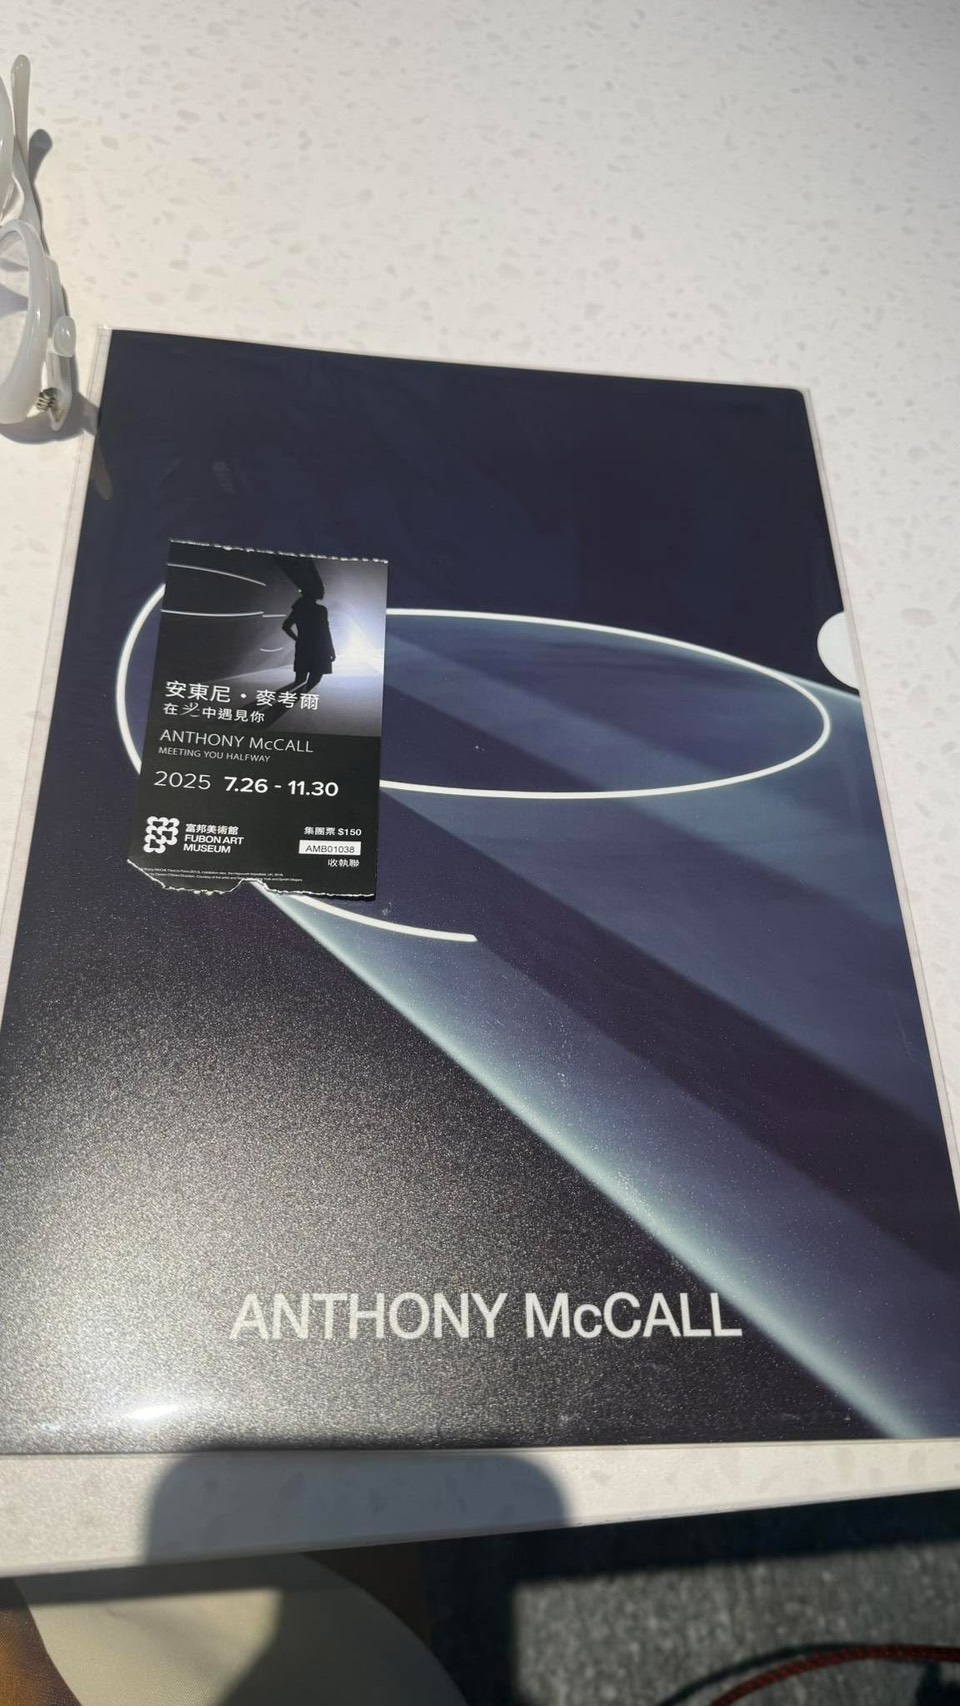 安東尼・麥考爾
在光中遇見你
ANTHONY McCALL
MEETING YOU HALFWAY
2025 7.26 - 11.30
富邦美術館
FUBON ART
MUSEUM
集團票 $150
AMB01038
收執聯
ANTHONY McCALL